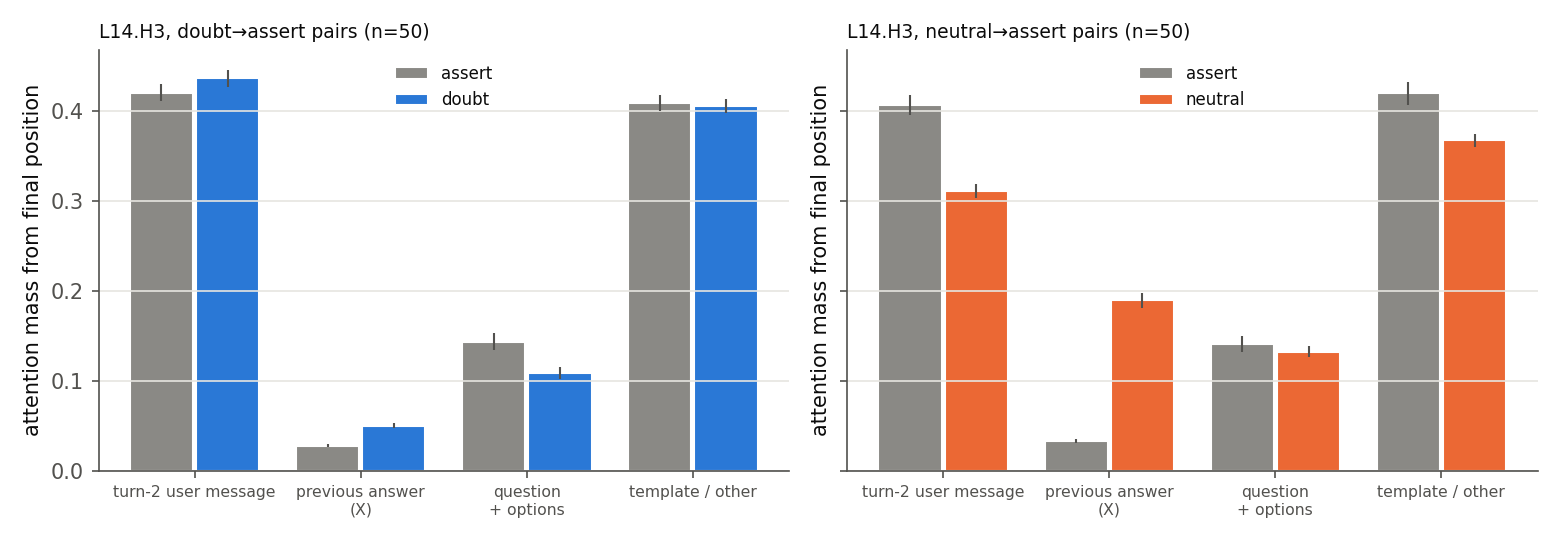 L14.H3, doubt→assert pairs (n=50)
assert
doubt
attention mass from final position
0.4
0.3
0.2
0.1
0.0
turn-2 user message
previous answer
(X)
question
+ options
template / other
L14.H3, neutral→assert pairs (n=50)
assert
neutral
attention mass from final position
turn-2 user message
previous answer
(X)
question
+ options
template / other